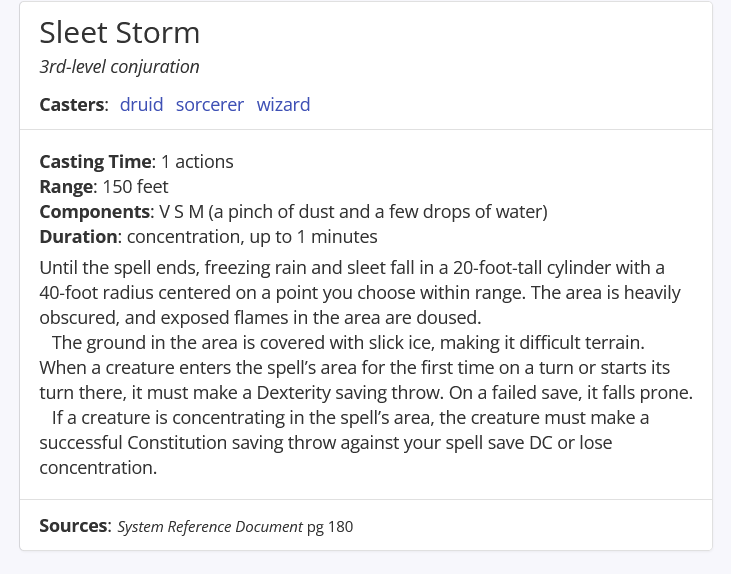 Sleet Storm
3rd-level conjuration
Casters: druid sorcerer wizard
Casting Time: 1 actions
Range: 150 feet
Components: V S M (a pinch of dust and a few drops of water)
Duration: concentration, up to 1 minutes
Until the spell ends, freezing rain and sleet fall in a 20-foot-tall cylinder with a
40-foot radius centered on a point you choose within range. The area is heavily
obscured, and exposed flames in the area are doused.
The ground in the area is covered with slick ice, making it difficult terrain.
When a creature enters the spell’s area for the first time on a turn or starts its
turn there, it must make a Dexterity saving throw. On a failed save, it falls prone.
If a creature is concentrating in the spell’s area, the creature must make a
successful Constitution saving throw against your spell save DC or lose
concentration.
Sources: System Reference Document pg 180